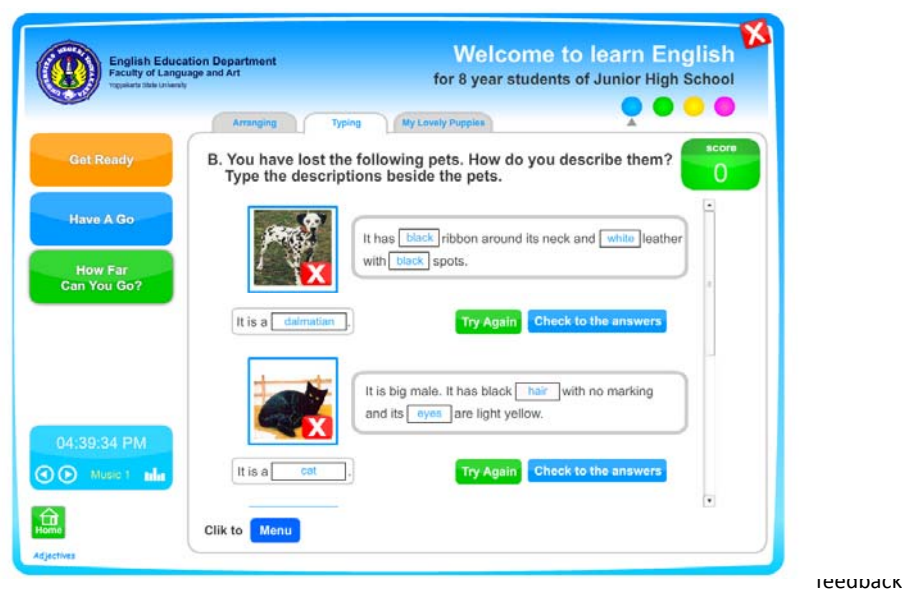 English Education Department
Faculty of Language and Art
Yogyakarta State University
Welcome to learn English
for 8 year students of Junior High School
Arranging
Typing
My Lovely Puppies
Get Ready
Have A Go
How Far
Can You Go?
B. You have lost the following pets. How do you describe them?
Type the descriptions beside the pets.
score
0
It has black ribbon around its neck and white leather
with black spots.
X
It is a dalmatian .
Try Again
Check to the answers
It is big male. It has black hair with no marking
and its eyes are light yellow.
X
It is a cat .
Try Again
Check to the answers
04:39:34 PM
Music 1
Home
Adjectives
Clik to Menu
X
feedback